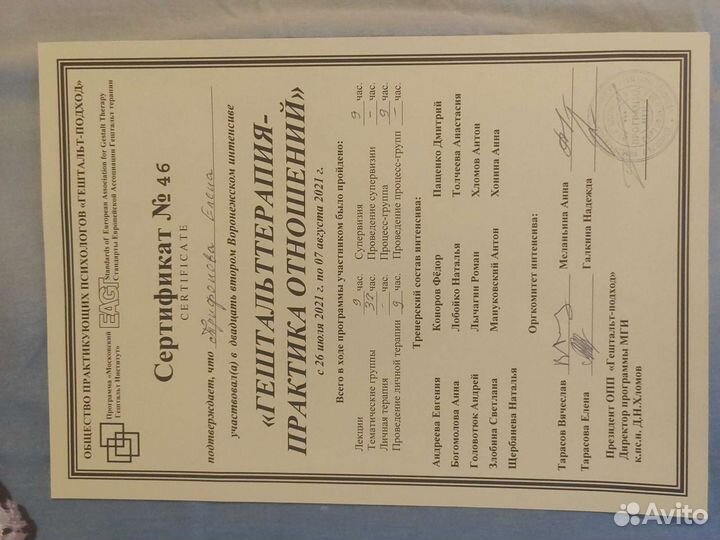 ОБЩЕСТВО ПРАКТИКУЮЩИХ ПСИХОЛОГОВ «ГЕШТАЛЬТ-ПОДХОД»
Программа «Московский
Гештальт Институт»
EAGT
Standards of European Association for Gestalt Therapy
Стандарты Европейской Ассоциации Гештальт терапии
Сертификат № 46
CERTIFICATE
подтверждает, что Елена
участвовал(а) в двадцать втором Воронежском интенсиве
«ГЕШТАЛЬТТЕРАПИЯ-
ПРАКТИКА ОТНОШЕНИЙ»
с 26 июля 2021 г. по 07 августа 2021 г.
Всего в ходе программы участником было пройдено:
Лекции 9 час. Супервизия 9 час.
Тематические группы 32 час. Проведение супервизии – час.
Личная терапия – час. Процесс-группа 9 час.
Проведение личной терапии 9 час. Проведение процесс-групп – час.
Тренерский состав интенсива:
Андреева Евгения Коноров Фёдор Пащенко Дмитрий
Богомолова Анна Лобойко Наталья Толчеева Анастасия
Головотюк Андрей Лычагин Роман Хломов Антон
Злобина Светлана Мануковский Антон Хонина Анна
Щербанева Наталья
Оргкомитет интенсива:
Тарасов Вячеслав Меланьина Анна
Тарасова Елена Галкина Надежда
Президент ОПП «Гештальт-подход»
Директор программы МГИ
к.пс.н. Д.Н.Хломов
Avito